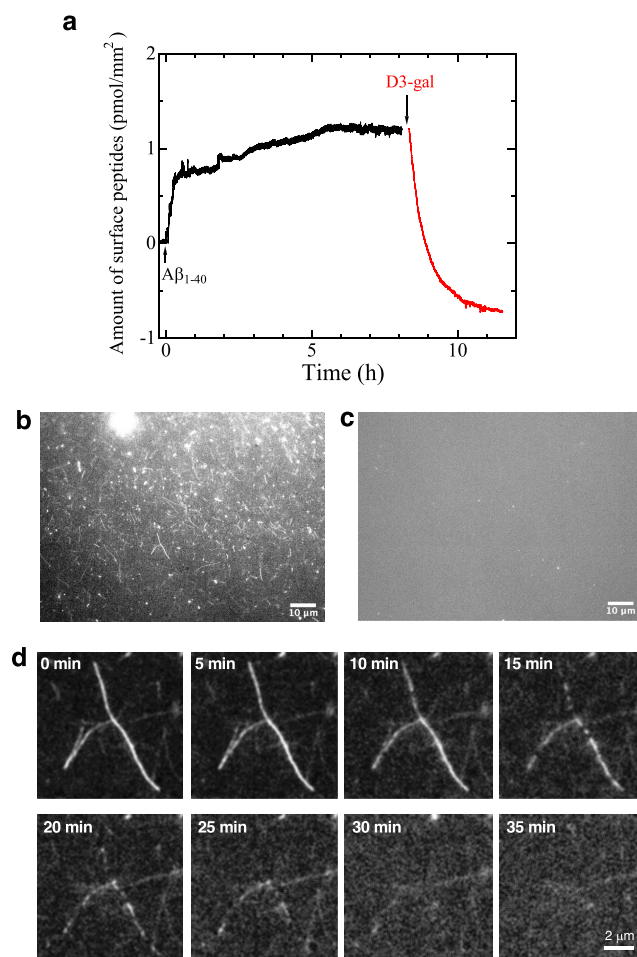 a
Amount of surface peptides (pmol/mm²)
2
1
0
-1
D3-gal
Aβ₁₋₄₀
0
5
10
Time (h)
b
10 μm
c
10 μm
d
0 min
5 min
10 min
15 min
20 min
25 min
30 min
35 min
2 μm